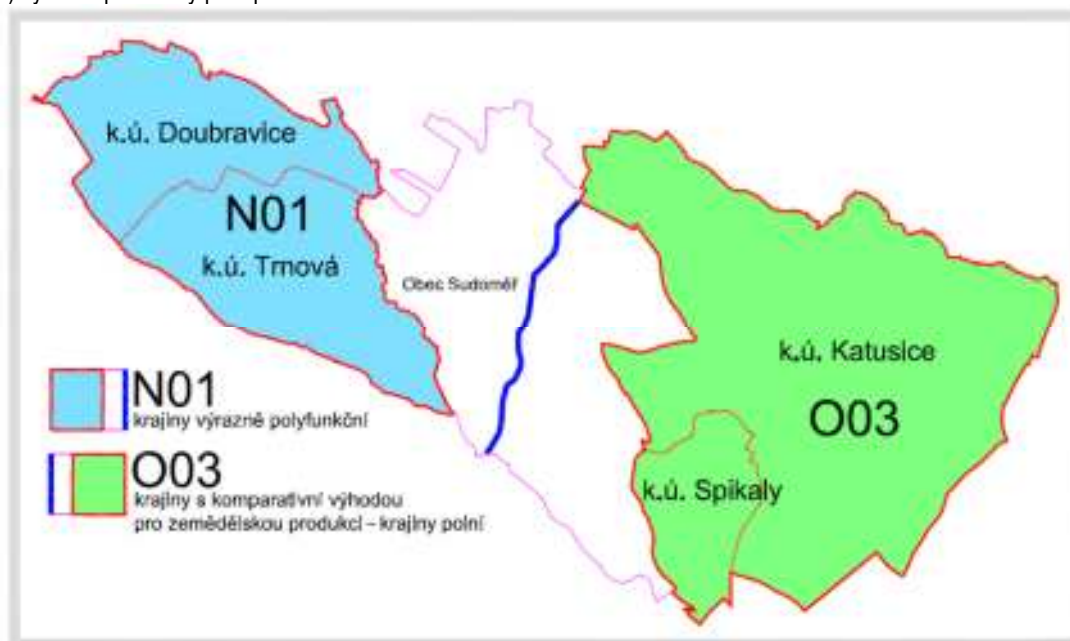 k.ú. Doubravice
N01
k.ú. Trnová
Obec Sudoměř
k.ú. Katusice
O03
k.ú. Spikaly
N01
krajiny výrazně polyfunkční
O03
krajiny s komparativní výhodou
pro zemědělskou produkci – krajiny polní